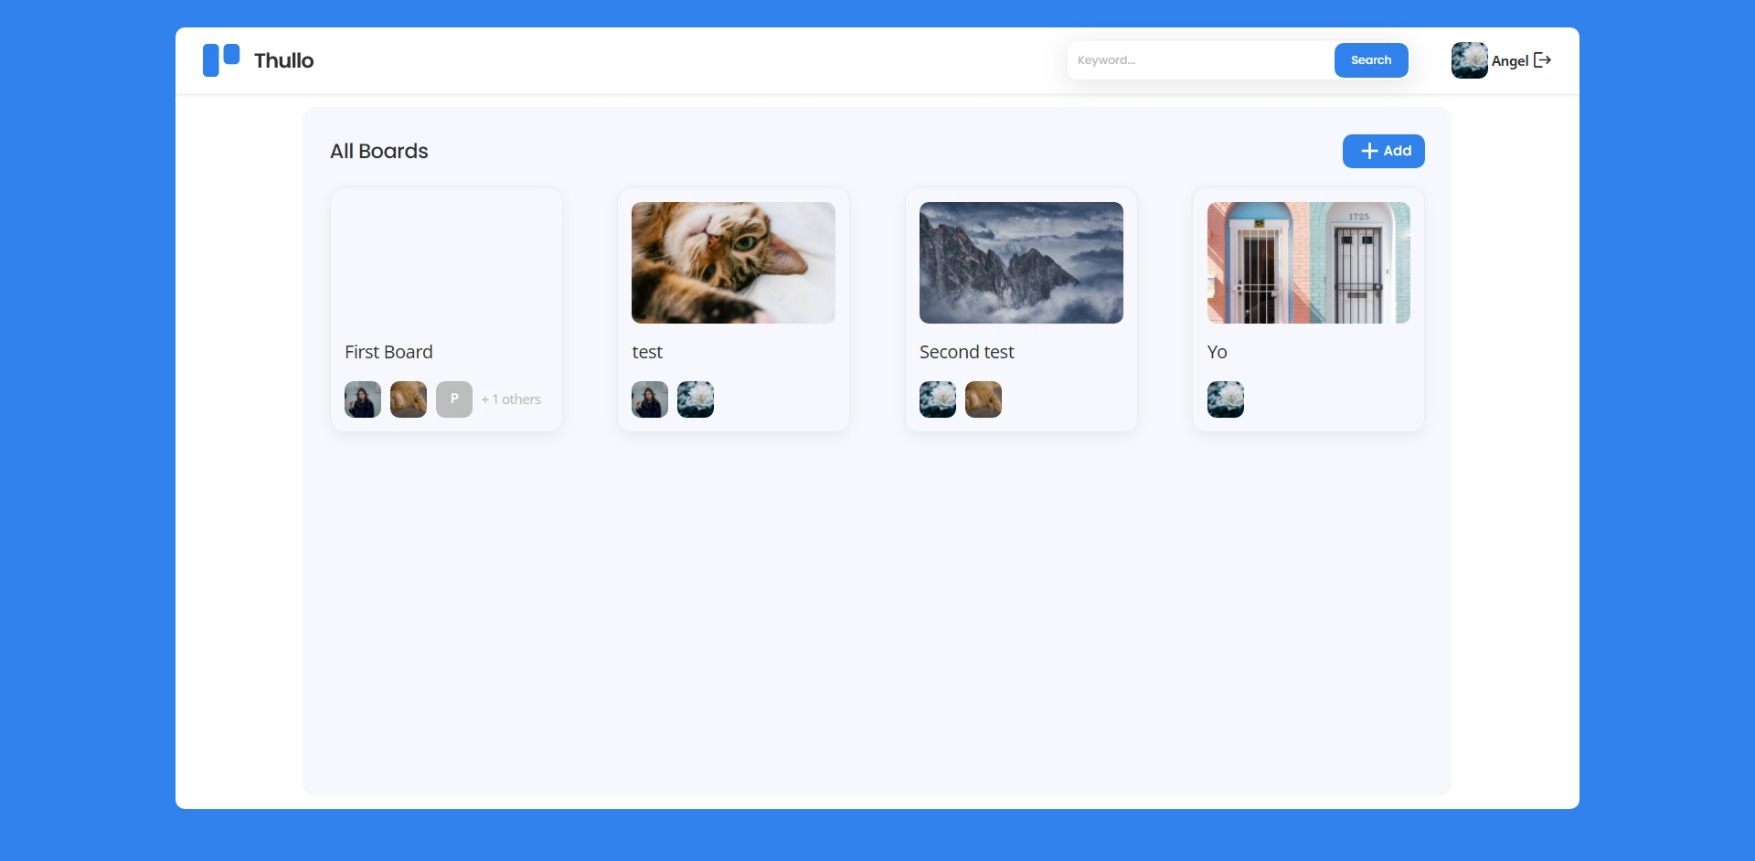 Thullo
Keyword...
Search
Angel
All Boards
Add
1725
First Board
test
Second test
Yo
P
+ 1 others